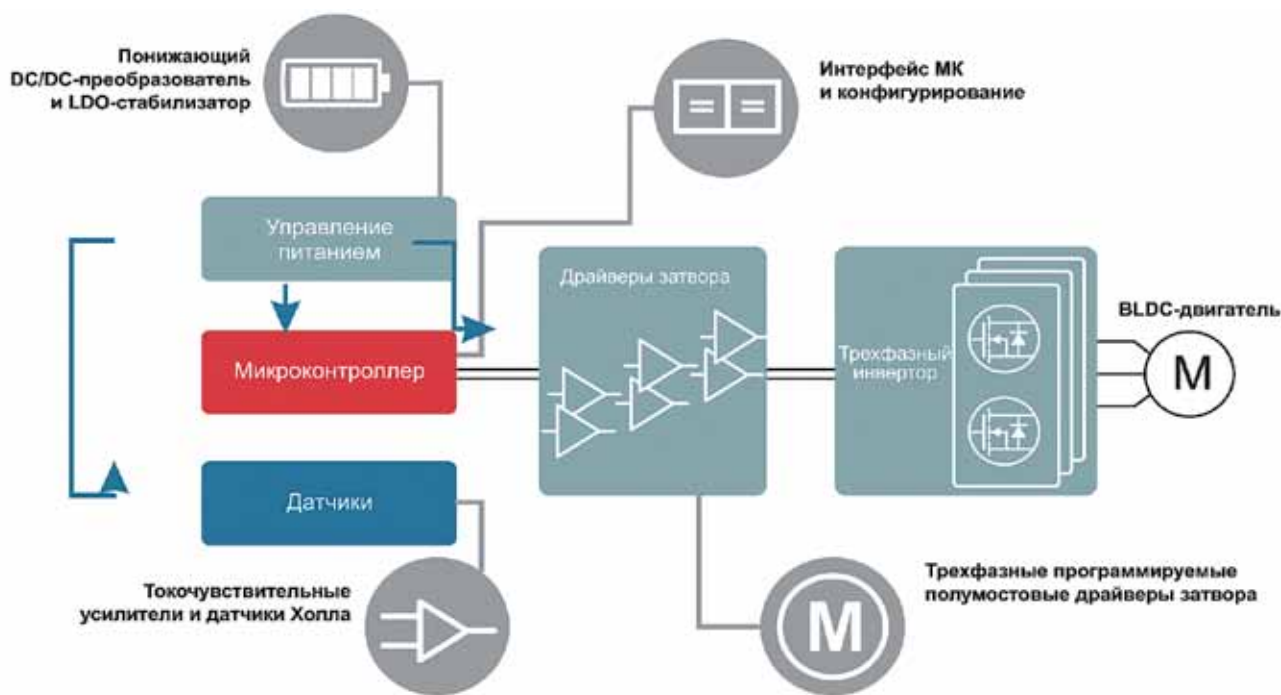 Понижающий
DC/DC-преобразователь
и LDO-стабилизатор
Интерфейс МК
и конфигурирование
Управление
питанием
Драйверы затвора
BLDC-двигатель
Микроконтроллер
Трехфазный
инвертор
M
Датчики
Токочувствительные
усилители и датчики Холла
M
Трехфазные программируемые
полумостовые драйверы затвора